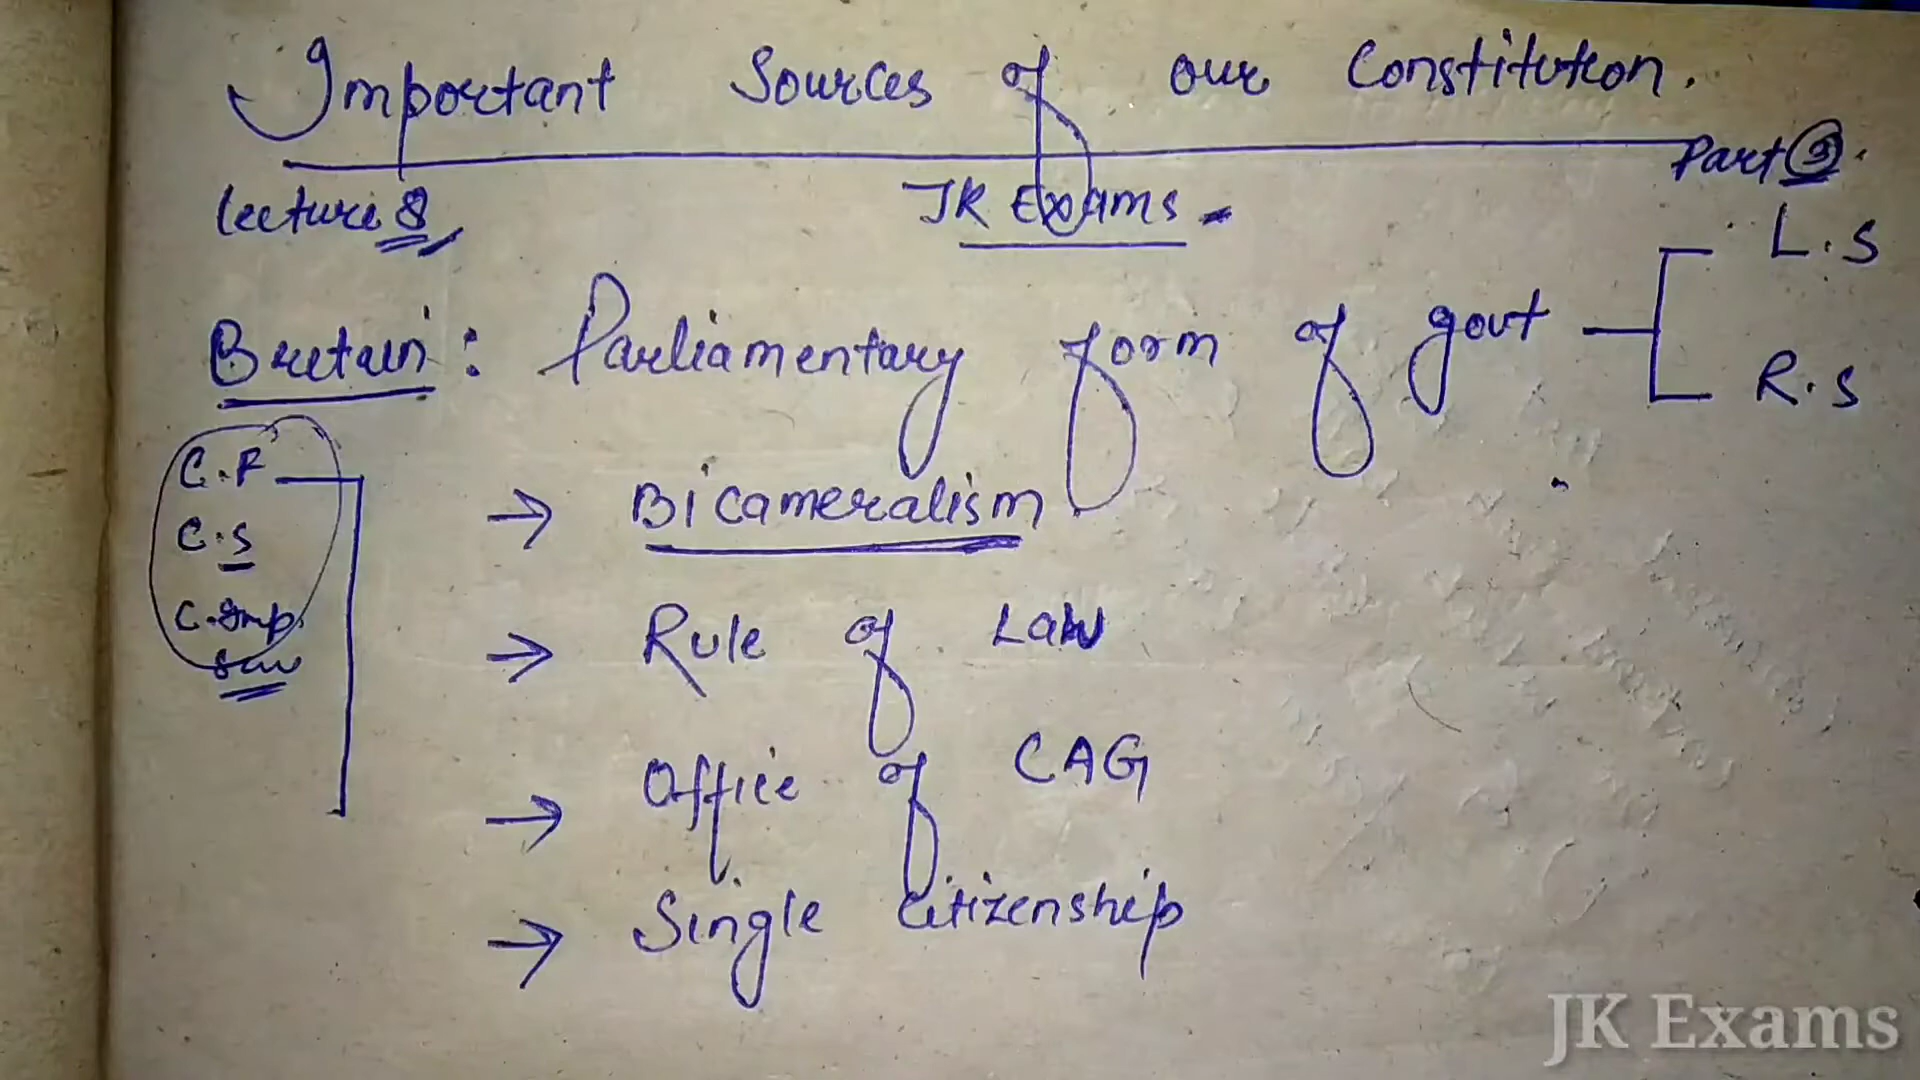 Important Sources of our Constitution.
Part 3.
Lecture 8
JK Exams
Britain: Parliamentary form of govt
L.S
R.S
C.F
C.S
C.Imp.
→ Bicameralism
→ Rule of Law
→ Office of CAG
→ Single Citizenship
JK Exams